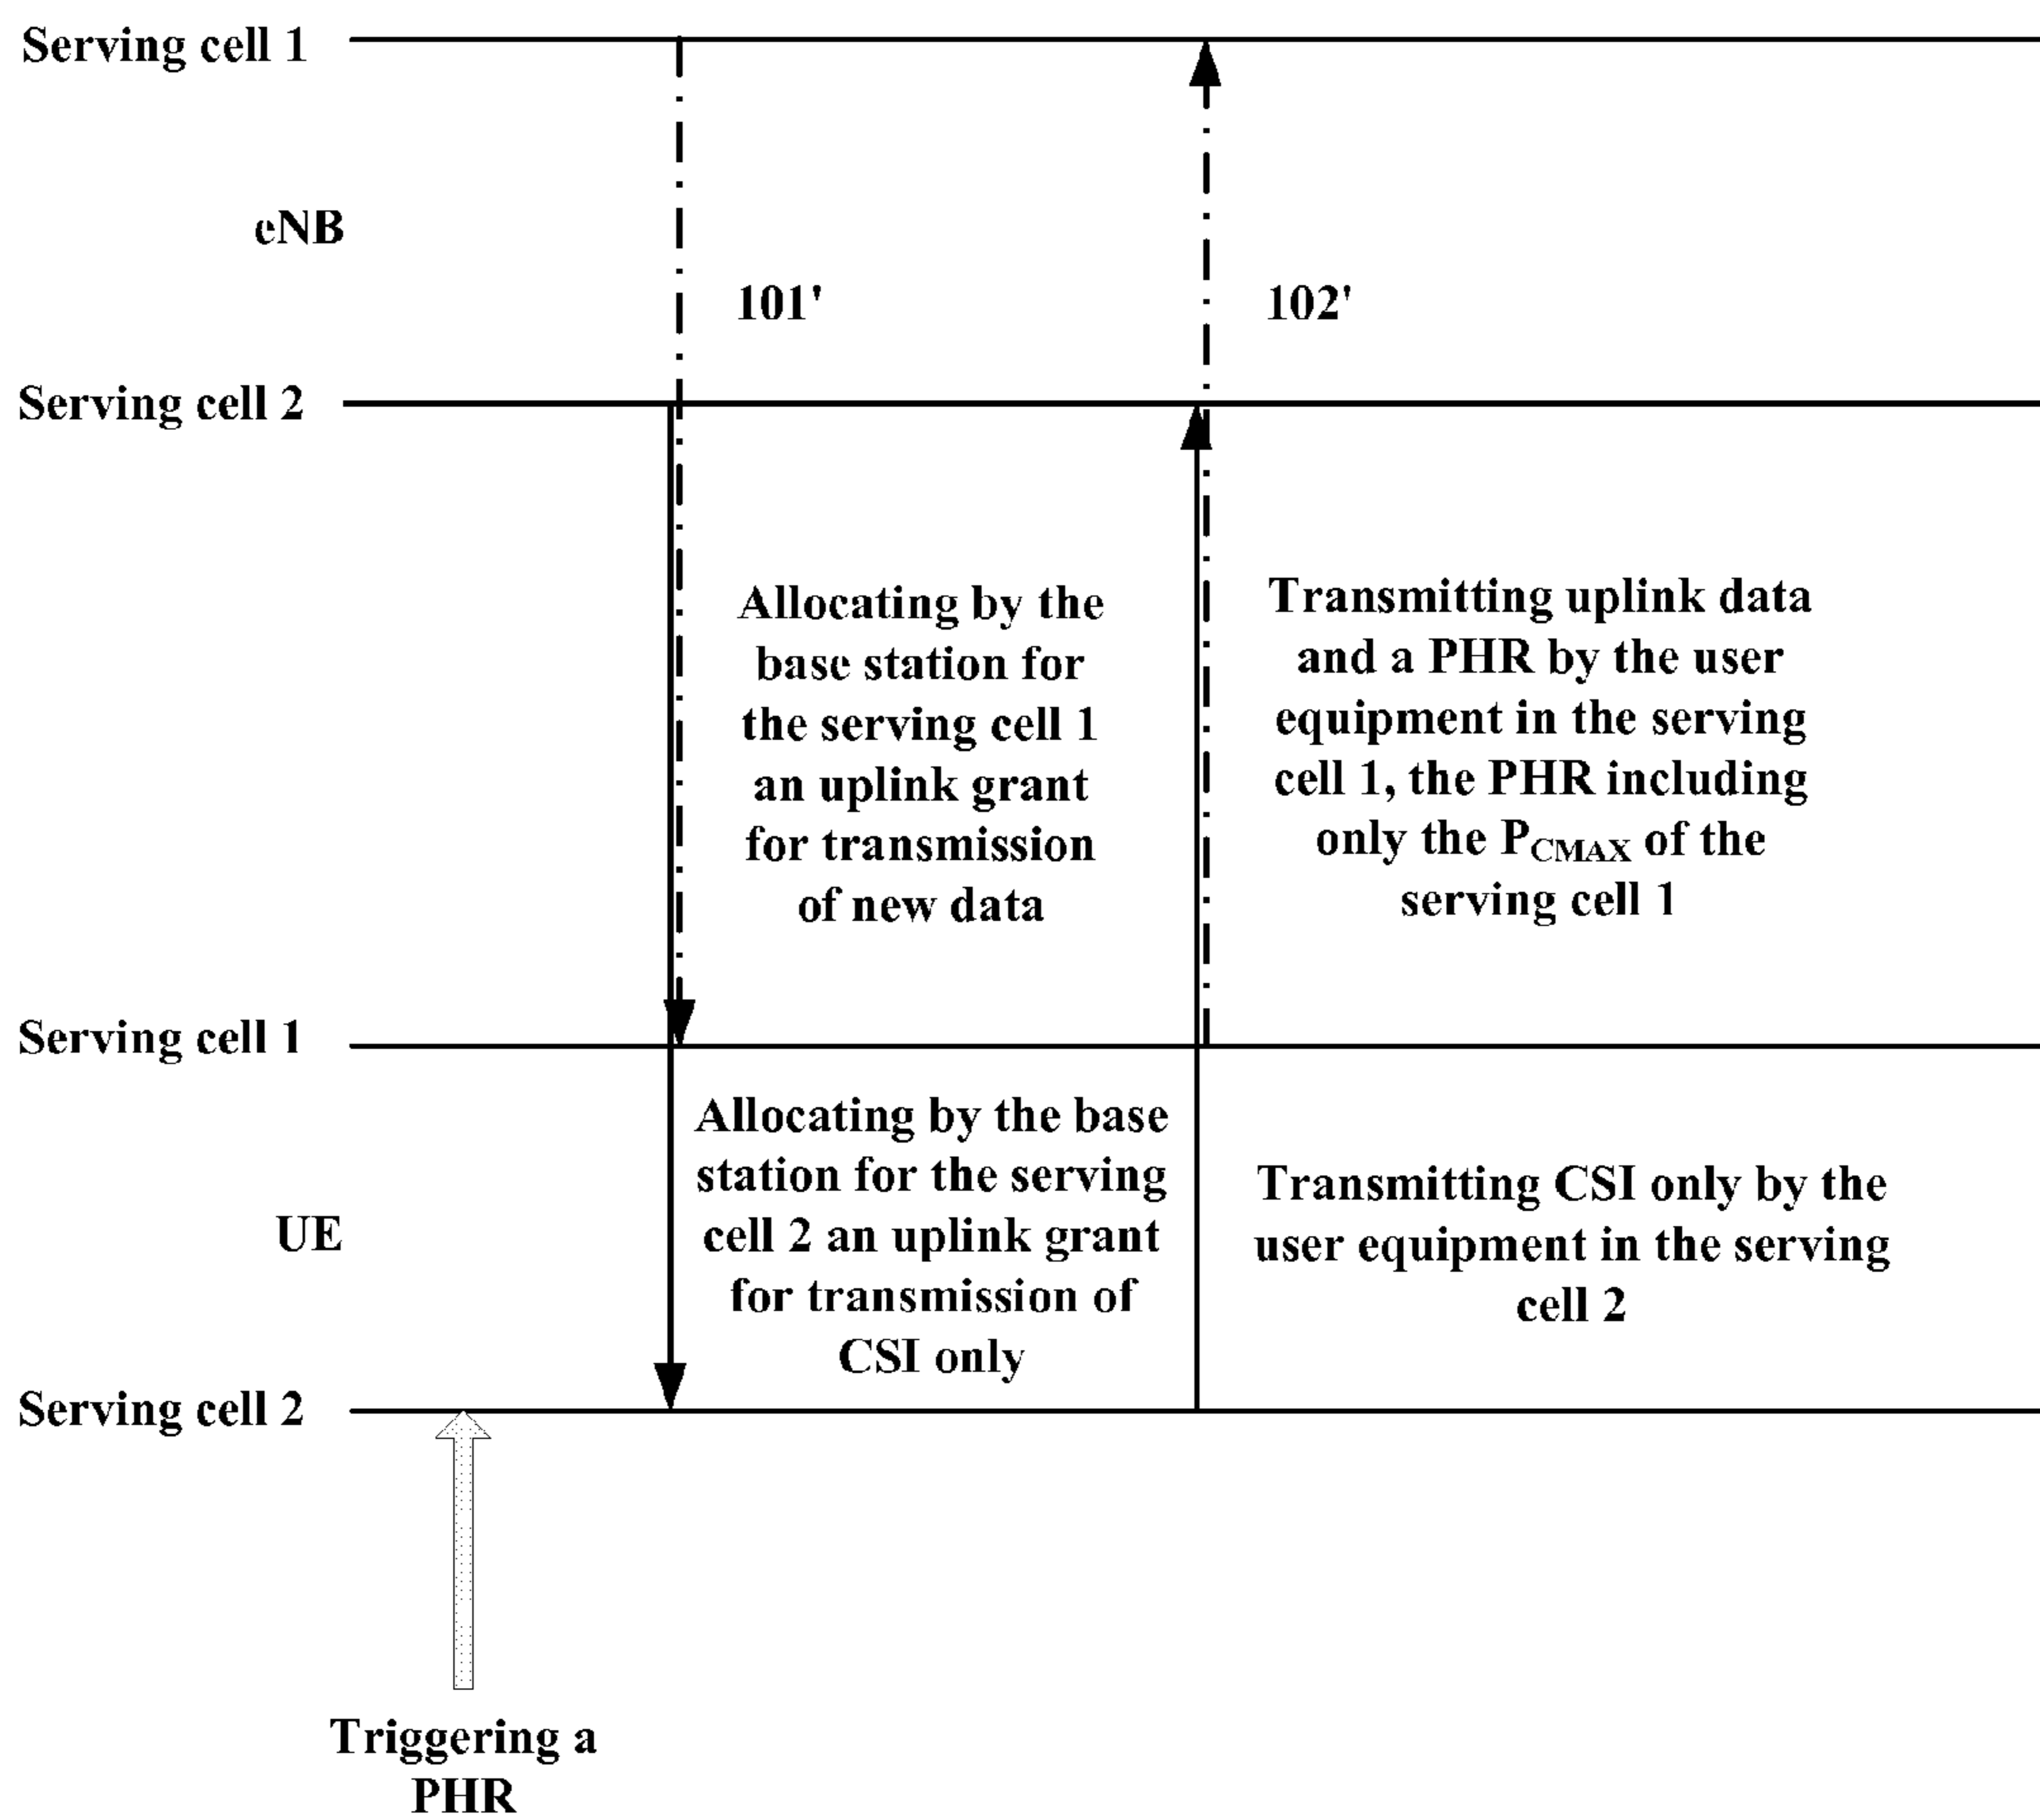 Serving cell 1
eNB
101'
102'
Serving cell 2
Allocating by the
base station for
the serving cell 1
an uplink grant
for transmission
of new data
Transmitting uplink data
and a PHR by the user
equipment in the serving
cell 1, the PHR including
only the PCMAX of the
serving cell 1
Serving cell 1
Allocating by the base
station for the serving
cell 2 an uplink grant
for transmission of
CSI only
Transmitting CSI only by the
user equipment in the serving
cell 2
UE
Serving cell 2
Triggering a
PHR